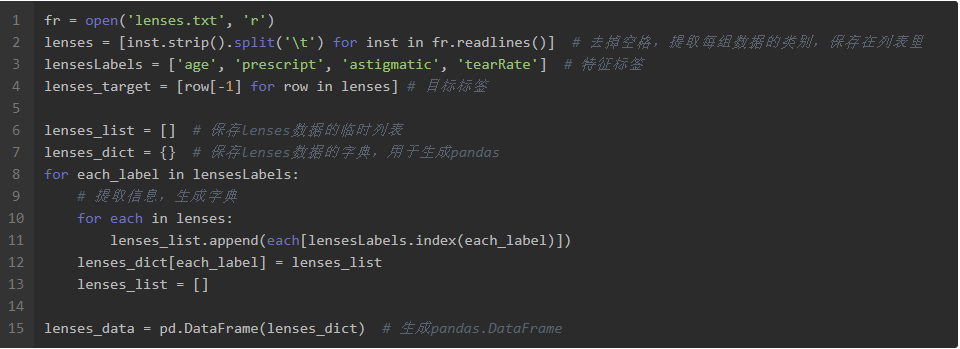 1 fr = open('lenses.txt', 'r')
2 lenses = [inst.strip().split('\t') for inst in fr.readlines()]  # 去掉空格，提取每组数据的类别，保存在列表里
3 lensesLabels = ['age', 'prescript', 'astigmatic', 'tearRate']  # 特征标签
4 lenses_target = [row[-1] for row in lenses] # 目标标签
5
6 lenses_list = []  # 保存lenses数据的临时列表
7 lenses_dict = {}  # 保存lenses数据的字典，用于生成pandas
8 for each_label in lensesLabels:
9     # 提取信息，生成字典
10     for each in lenses:
11         lenses_list.append(each[lensesLabels.index(each_label)])
12     lenses_dict[each_label] = lenses_list
13     lenses_list = []
14
15 lenses_data = pd.DataFrame(lenses_dict)  # 生成pandas.DataFrame